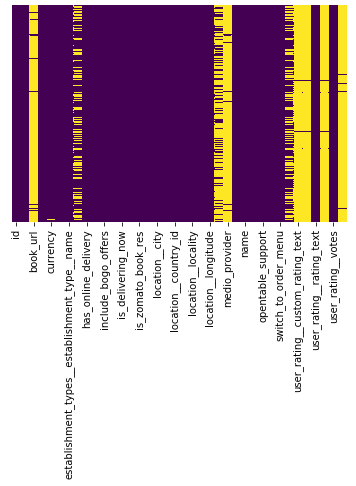 id
book_url
currency
establishment_types__establishment_type__name
has_online_delivery
include_bogo_offers
is_delivering_now
is_zomato_book_res
location__city
location__country_id
location__locality
location__longitude
medio_provider
name
opentable_support
switch_to_order_menu
user_rating__custom_rating_text
user_rating__rating_text
user_rating__votes